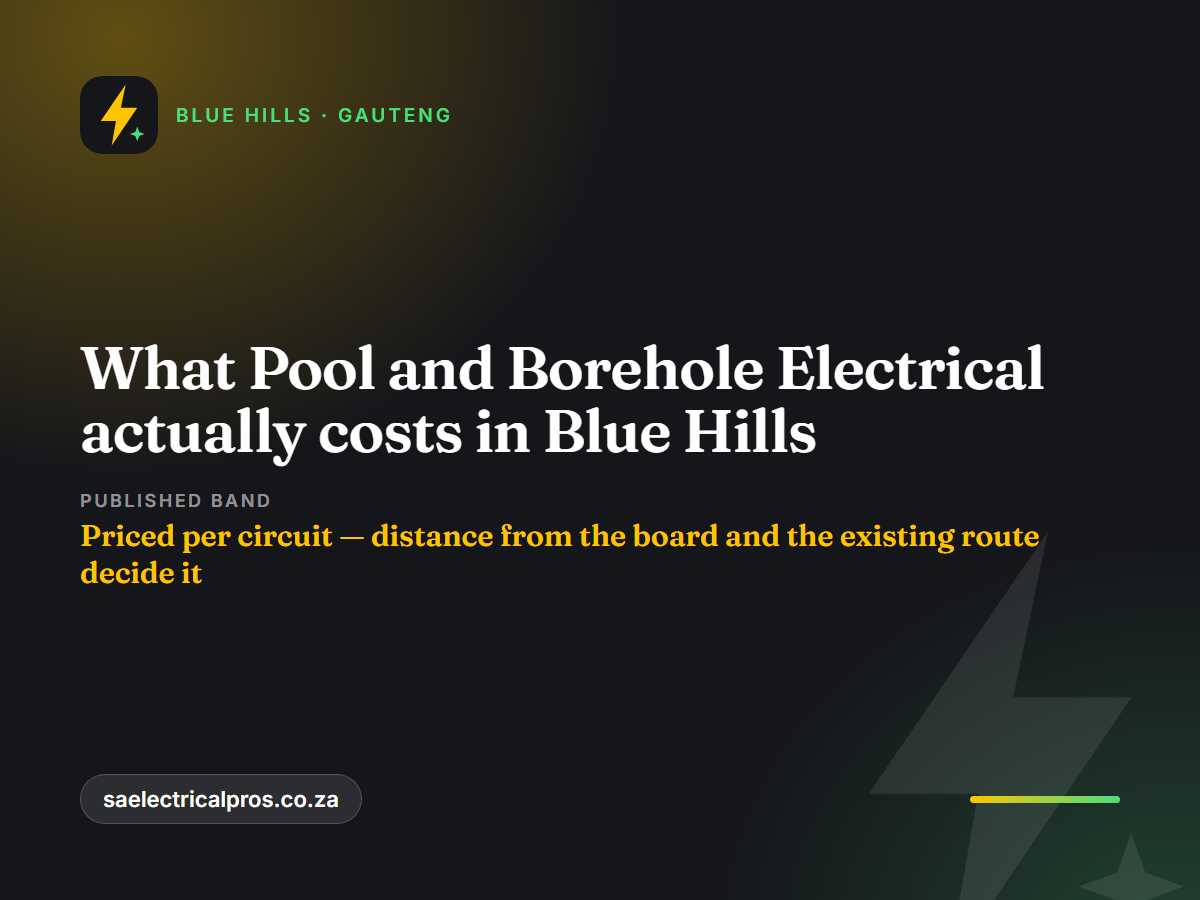 BLUE HILLS · GAUTENG
What Pool and Borehole Electrical
actually costs in Blue Hills
PUBLISHED BAND
Priced per circuit — distance from the board and the existing route
decide it
saelectricalpros.co.za